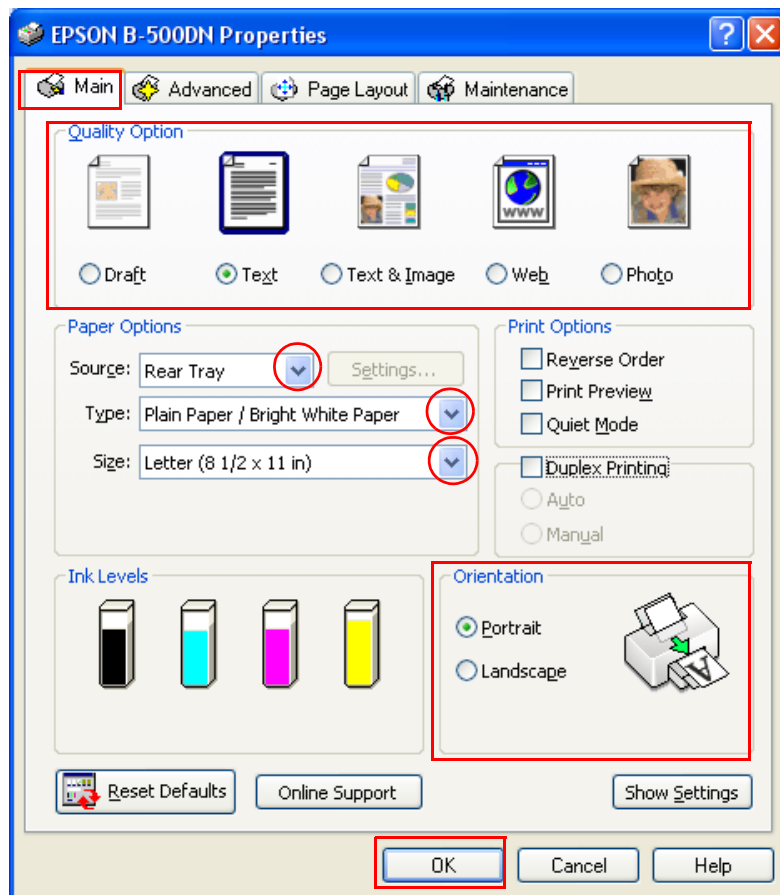 EPSON B-500DN Properties
Main
Advanced
Page Layout
Maintenance
Quality Option
WWW
Draft
Text
Text & Image
Web
Photo
Paper Options
Source: Rear Tray
Settings...
Type: Plain Paper / Bright White Paper
Size: Letter (8 1/2 x 11 in)
Print Options
Reverse Order
Print Preview
Quiet Mode
Duplex Printing
Auto
Manual
Ink Levels
Orientation
Portrait
Landscape
A
Reset Defaults
Online Support
Show Settings
OK
Cancel
Help